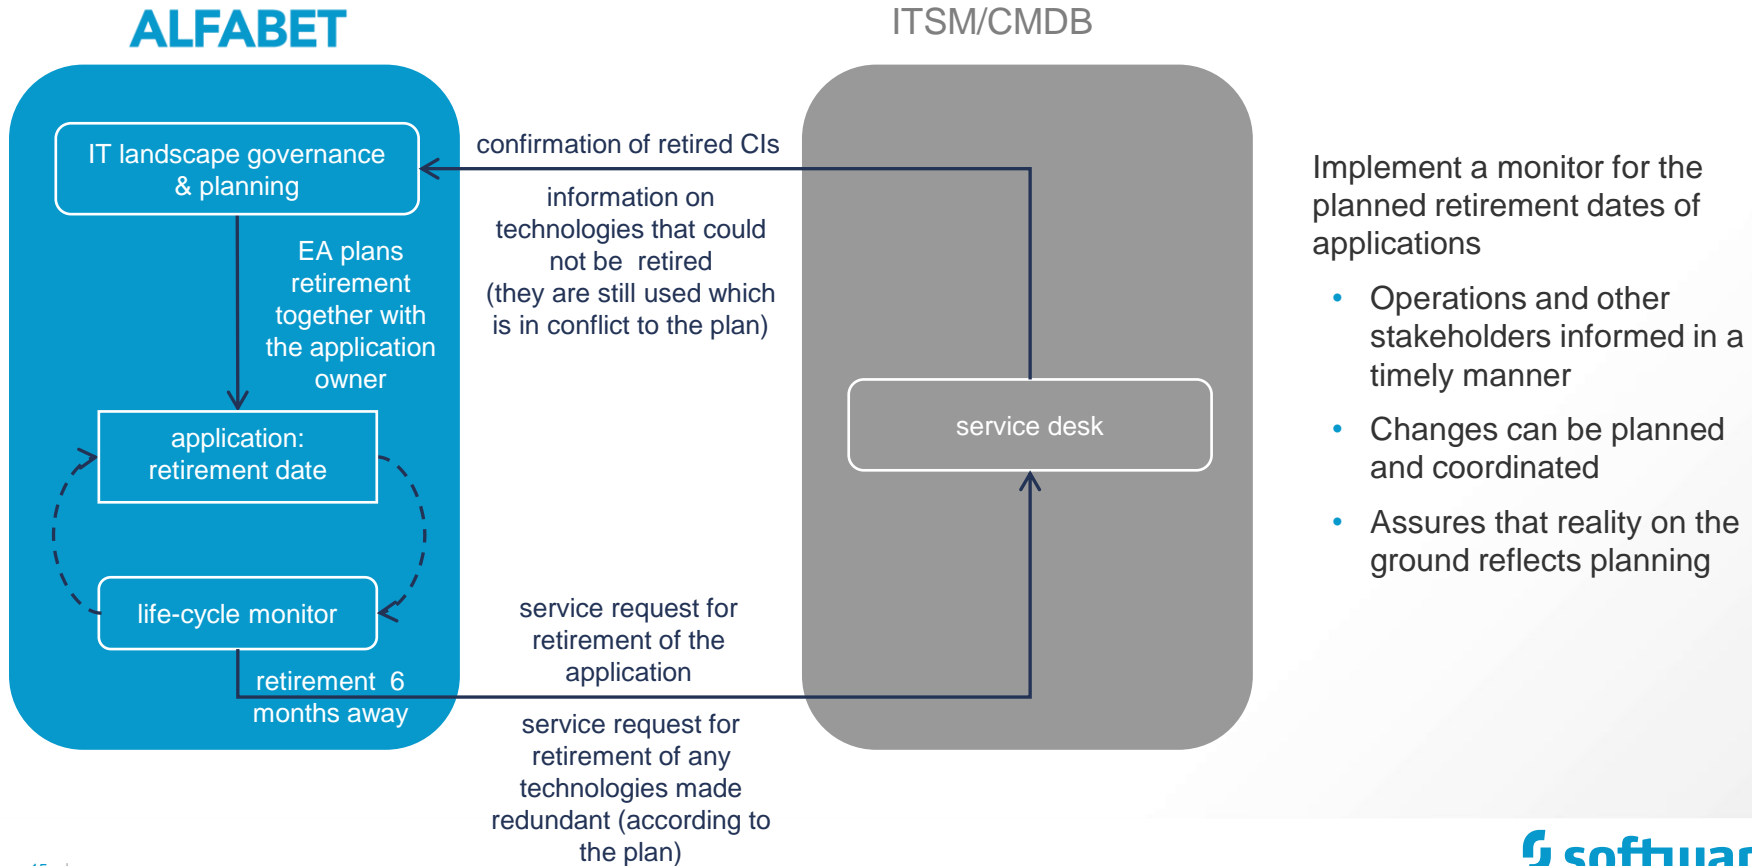 ALFABET
ITSM/CMDB
IT landscape governance
& planning
EA plans
retirement
together with
the application
owner
application:
retirement date
life-cycle monitor
retirement 6
months away
confirmation of retired CIs
information on
technologies that could
not be retired
(they are still used which
is in conflict to the plan)
service desk
service request for
retirement of the
application
service request for
retirement of any
technologies made
redundant (according to
the plan)
Implement a monitor for the
planned retirement dates of
applications
• Operations and other
stakeholders informed in a
timely manner
• Changes can be planned
and coordinated
• Assures that reality on the
ground reflects planning
softwar